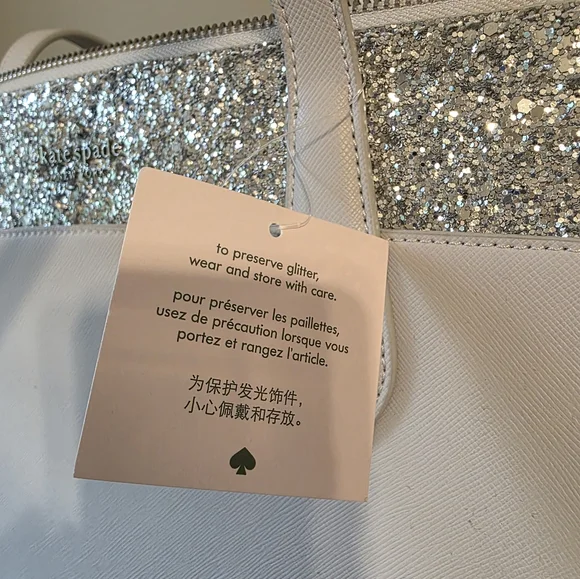 kate spade
new york
to preserve glitter,
wear and store with care.
pour préserver les paillettes,
usez de précaution lorsque vous
portez et rangez l'article.
为保护发光饰件，
小心佩戴和存放。